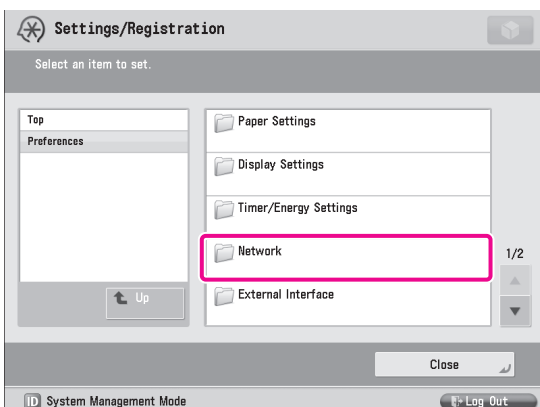 Settings/Registration
Select an item to set.
Top
Preferences
Up
Paper Settings
Display Settings
Timer/Energy Settings
Network
External Interface
1/2
Close
ID System Management Mode
Log Out